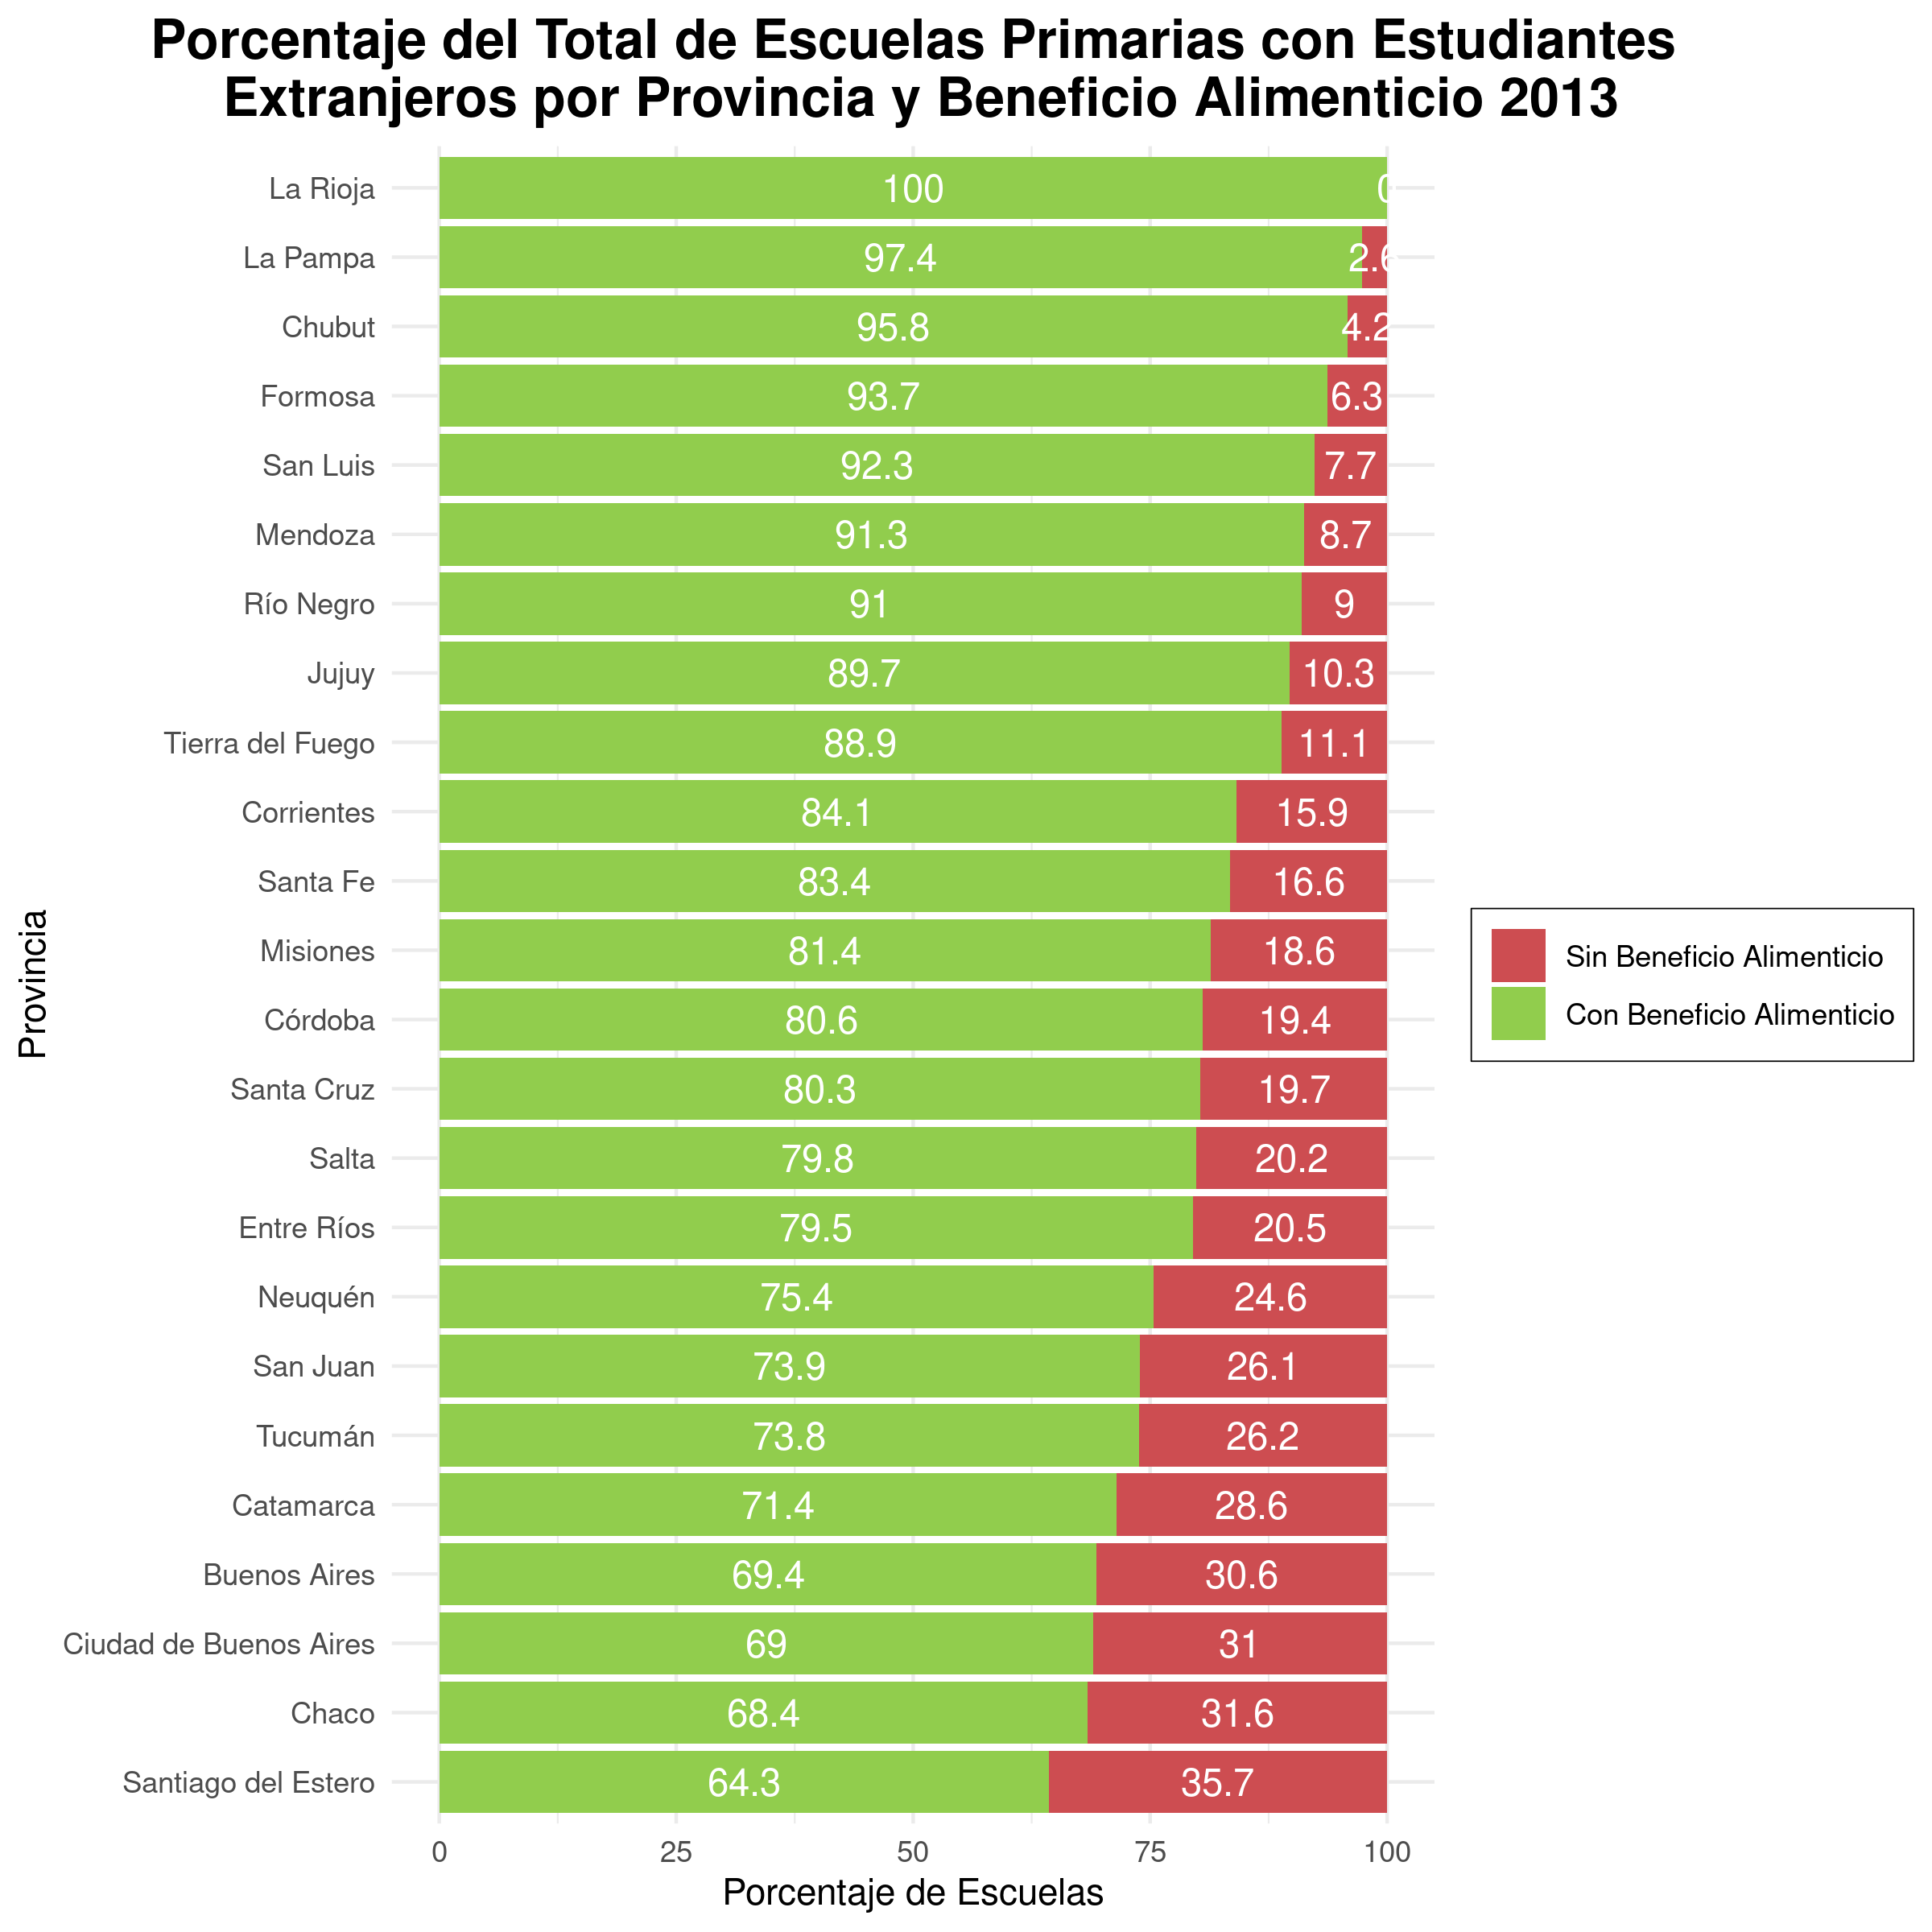 Porcentaje del Total de Escuelas Primarias con Estudiantes
Extranjeros por Provincia y Beneficio Alimenticio 2013
La Rioja 100 0
La Pampa 97.4 2.6
Chubut 95.8 4.2
Formosa 93.7 6.3
San Luis 92.3 7.7
Mendoza 91.3 8.7
Río Negro 91 9
Jujuy 89.7 10.3
Tierra del Fuego 88.9 11.1
Corrientes 84.1 15.9
Santa Fe 83.4 16.6
Misiones 81.4 18.6
Córdoba 80.6 19.4
Santa Cruz 80.3 19.7
Salta 79.8 20.2
Entre Ríos 79.5 20.5
Neuquén 75.4 24.6
San Juan 73.9 26.1
Tucumán 73.8 26.2
Catamarca 71.4 28.6
Buenos Aires 69.4 30.6
Ciudad de Buenos Aires 69 31
Chaco 68.4 31.6
Santiago del Estero 64.3 35.7
0 25 50 75 100
Porcentaje de Escuelas
Provincia
Sin Beneficio Alimenticio
Con Beneficio Alimenticio